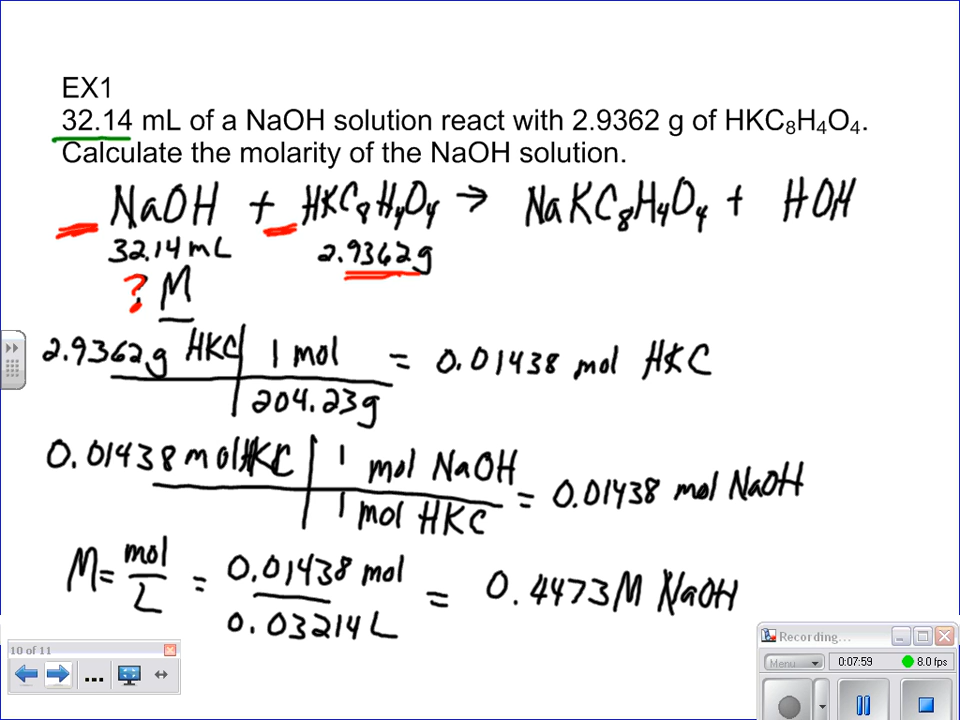 EX1
32.14 mL of a NaOH solution react with 2.9362 g of HKC₈H₄O₄.
Calculate the molarity of the NaOH solution.
NaOH + HKC₈H₄O₄ → NaKC₈H₄O₄ + HOH
32.14 mL 2.9362g
? M
2.9362g HKC | 1 mol = 0.01438 mol HKC
204.23g
0.01438 mol HKC | 1 mol NaOH = 0.01438 mol NaOH
1 mol HKC
M = mol = 0.01438 mol = 0.4473 M NaOH
L 0.03214 L
10 of 11
...
Recording...
Menu 0:07:59 8.0 fps